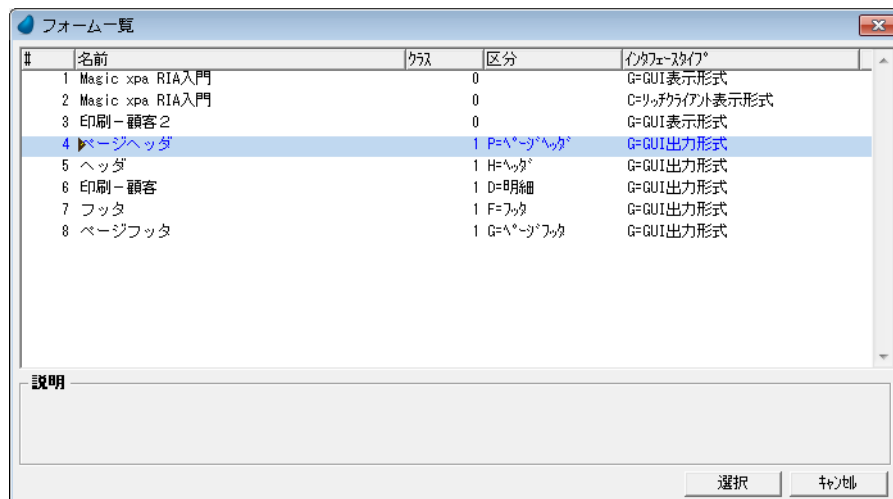 フォーム一覧
# 名前 ｸﾗｽ 区分 ｲﾝﾀﾌｪｰｽﾀｲﾌﾟ
1 Magic xpa RIA入門 0 G=GUI表示形式
2 Magic xpa RIA入門 0 C=ﾘｯﾁｸﾗｲｱﾝﾄ表示形式
3 印刷－顧客２ 0 G=GUI表示形式
4 ページヘッダ 1 P=ﾍﾟｰｼﾞﾍｯﾀﾞ G=GUI出力形式
5 ヘッダ 1 H=ﾍｯﾀﾞ G=GUI出力形式
6 印刷－顧客 1 D=明細 G=GUI出力形式
7 フッタ 1 F=ﾌｯﾀ G=GUI出力形式
8 ページフッタ 1 G=ﾍﾟｰｼﾞﾌｯﾀ G=GUI出力形式
説明
選択 ｷｬﾝｾﾙ